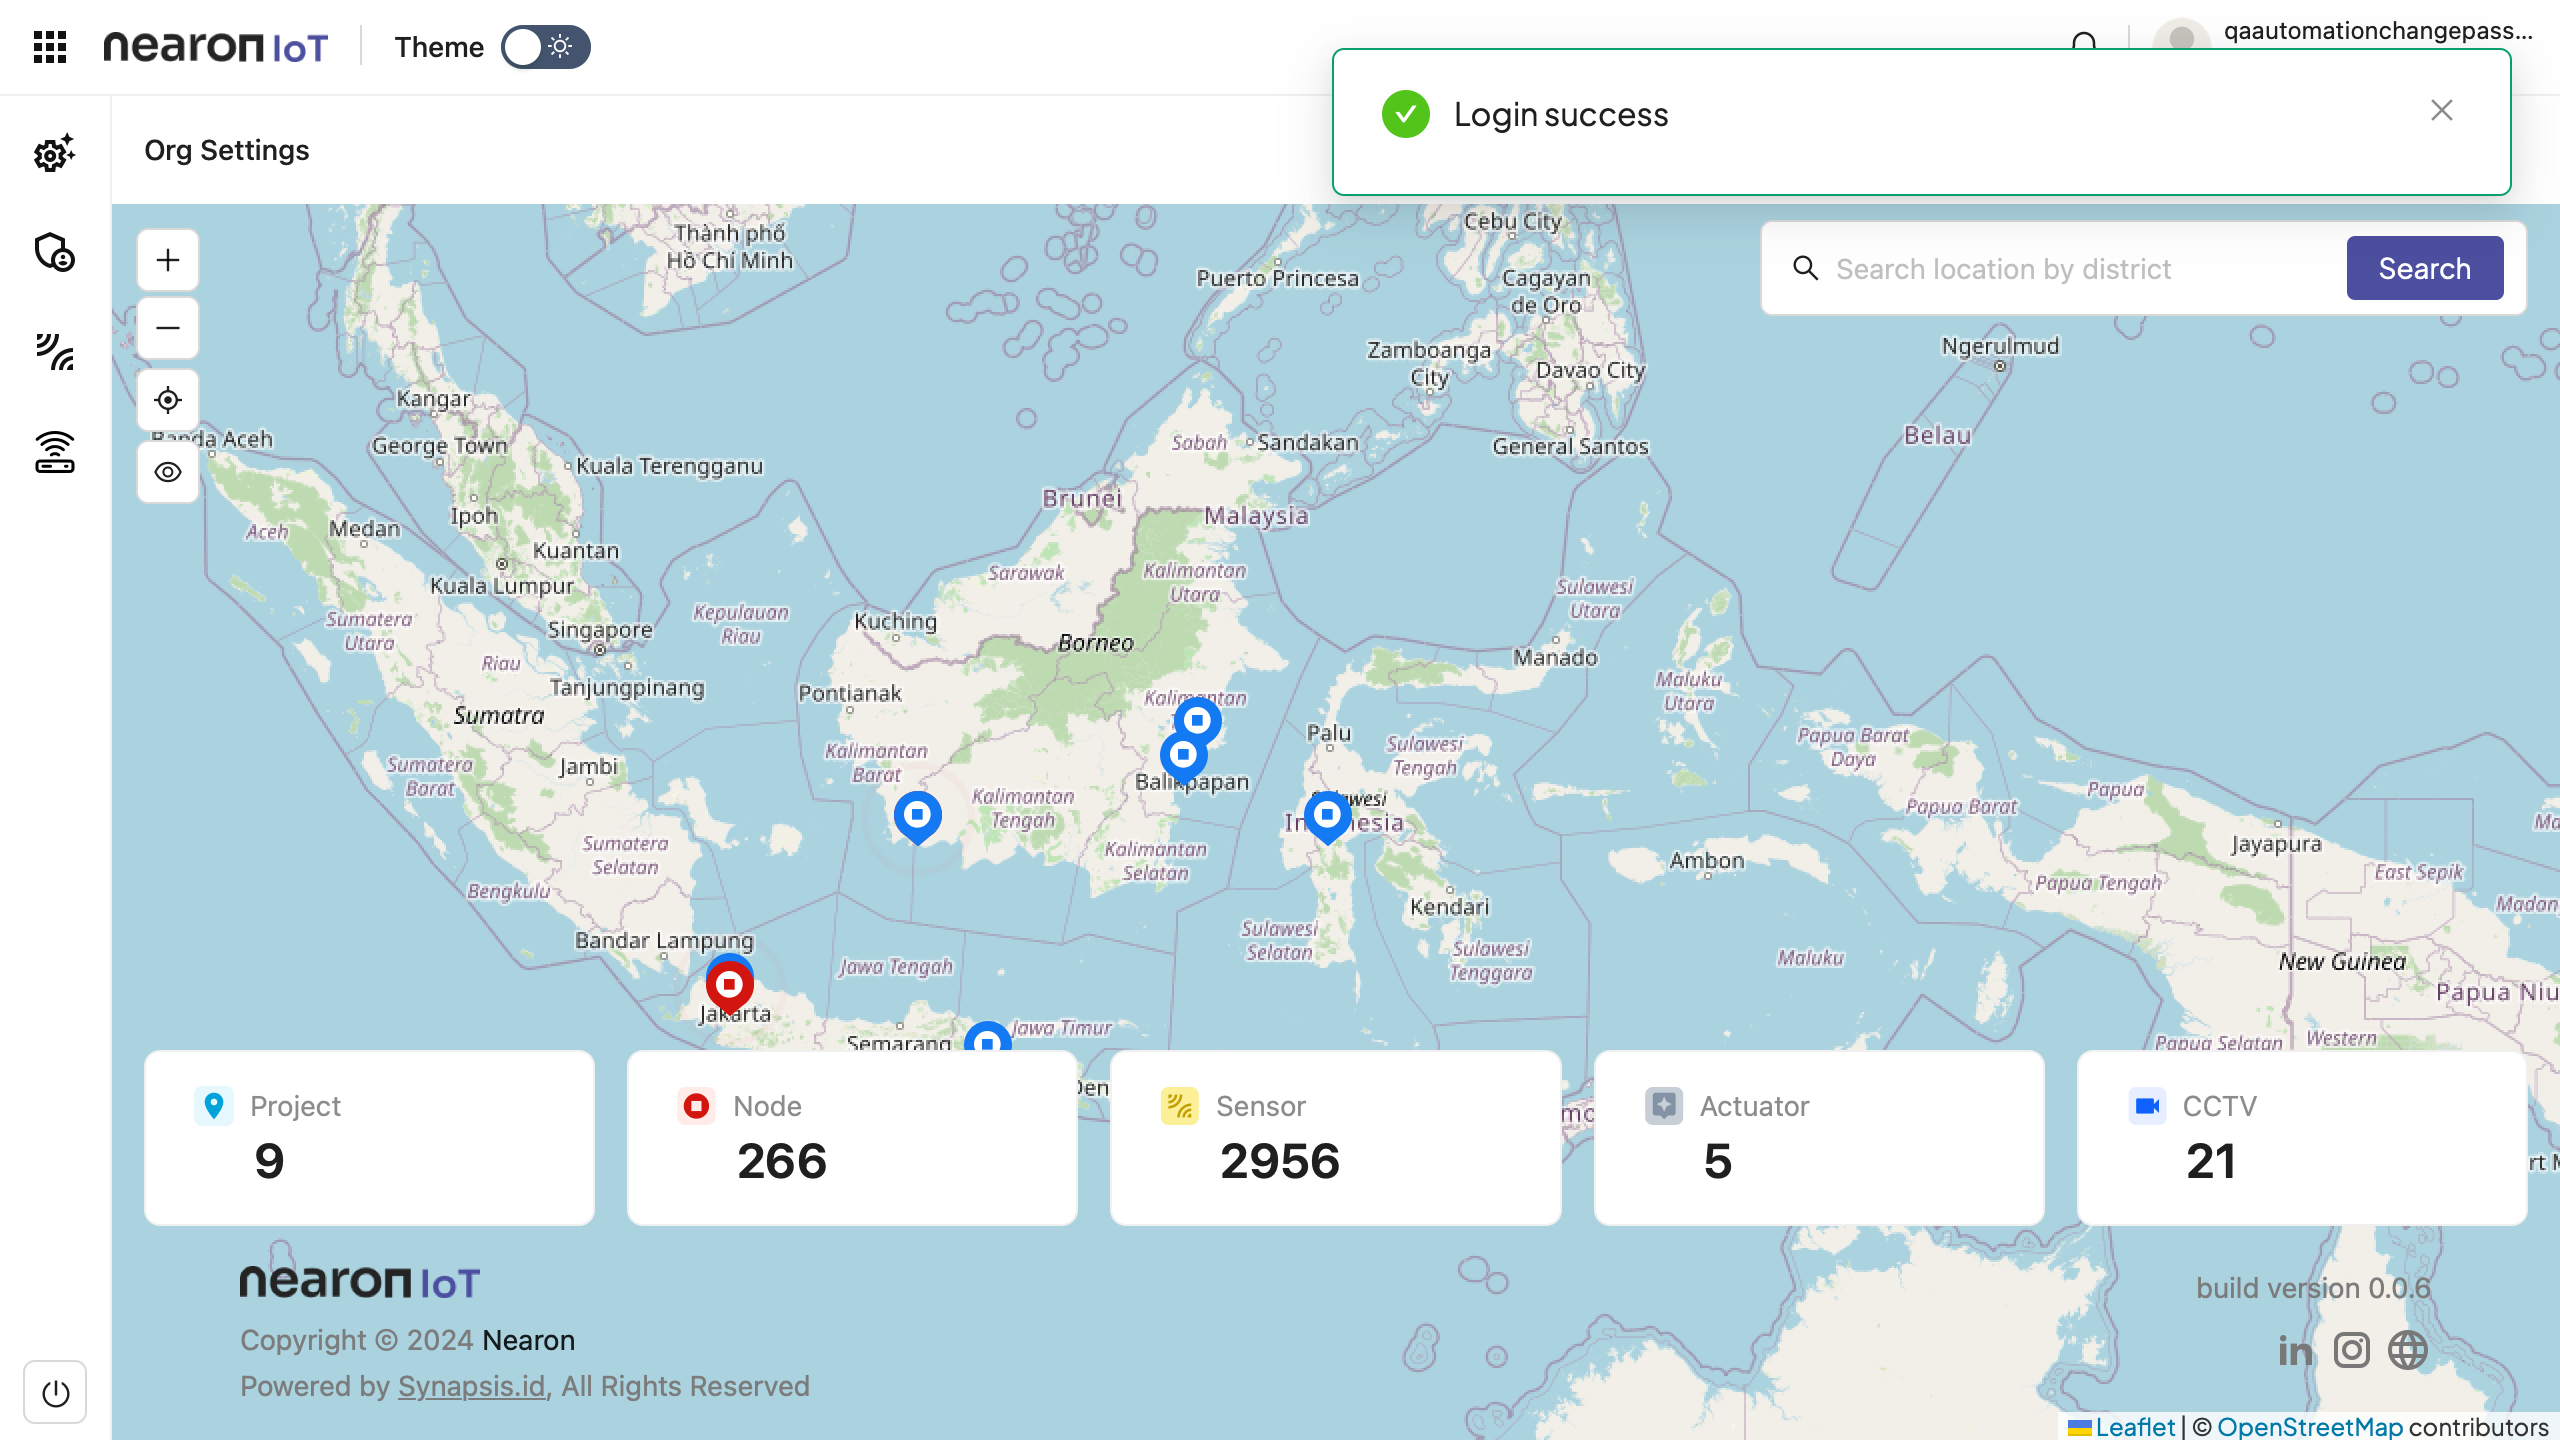 nearon IoT
Theme
qaautomationchangepass...
Login success
Org Settings
Search location by district
Search
Thành phố
Hồ Chí Minh
Cebu City
Puerto Princesa
Cagayan
de Oro
Zamboanga
City
Davao City
General Santos
Ngerulmud
Belau
Kangar
Banda Aceh
George Town
Kuala Terengganu
Sabah
Sandakan
Brunei
Malaysia
Aceh
Medan
Ipoh
Kuantan
Kuala Lumpur
Sarawak
Kalimantan
Utara
Sulawesi
Utara
Sumatera
Utara
Singapore
Kepulauan
Riau
Kuching
Borneo
Riau
Manado
Tanjungpinang
Pontianak
Kalimantan
Maluku
Utara
Sumatra
Palu
Sulawesi
Tengah
Papua Barat
Daya
Kalimantan
Barat
Sumatera
Barat
Jambi
Balikpapan
Kalimantan
Tengah
Sulawesi
Indonesia
Papua Barat
Papua
Jayapura
Sumatera
Selatan
Kalimantan
Selatan
Ambon
East Sepik
Bengkulu
Papua Tengah
Kendari
Madan
Sulawesi
Selatan
Sulawesi
Tenggara
Bandar Lampung
Jawa Tengah
Maluku
New Guinea
Papua Niu
Jakarta
Jawa Timur
Semarang
Papua Selatan
Western
Den
Project
9
Node
266
Sensor
2956
Actuator
5
CCTV
21
nearon IoT
build version 0.0.6
Copyright © 2024 Nearon
Powered by Synapsis.id, All Rights Reserved
in
Leaflet | © OpenStreetMap contributors